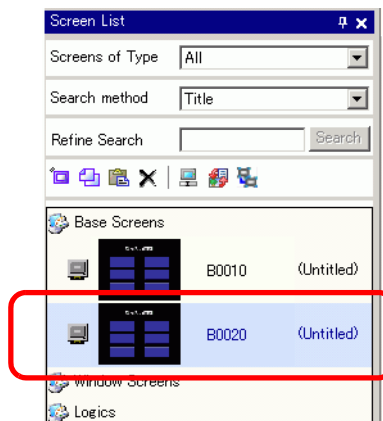 Screen List
Screens of Type All
Search method Title
Refine Search Search
Base Screens
B0010 (Untitled)
B0020 (Untitled)
Window Screens
Logics